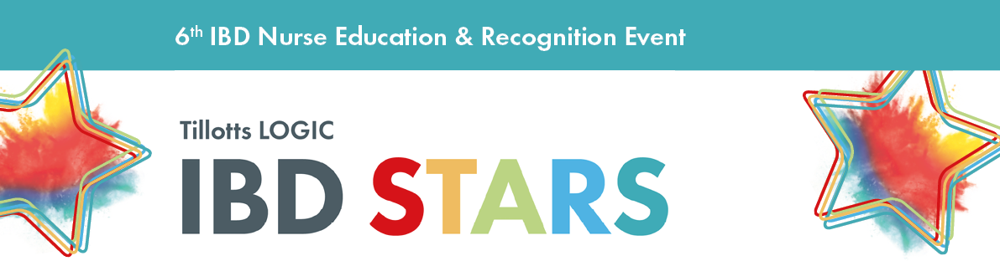 6th IBD Nurse Education & Recognition Event
Tillotts LOGIC
IBD STARS